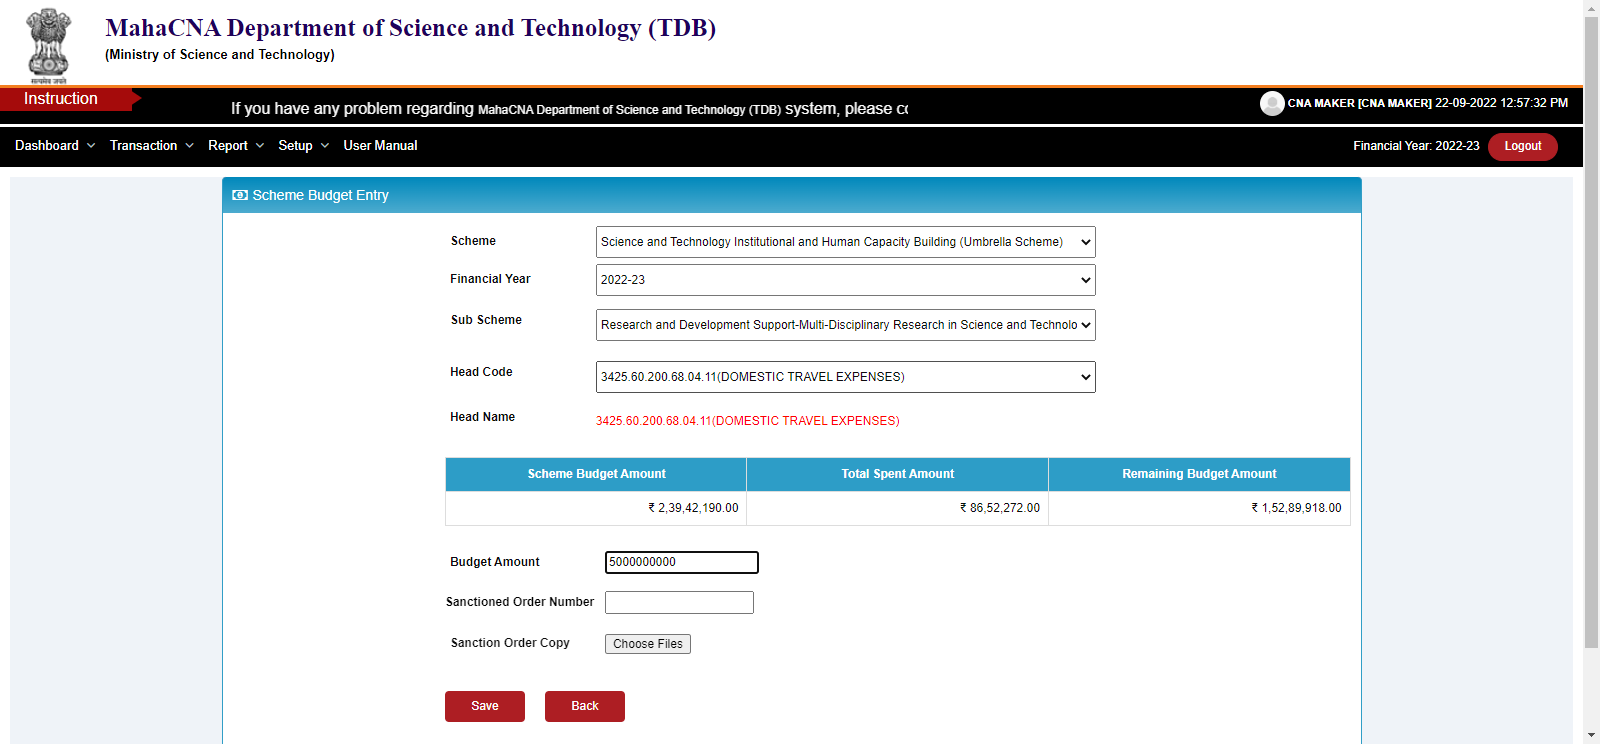 MahaCNA Department of Science and Technology (TDB)
(Ministry of Science and Technology)
सत्यमेव जयते
Instruction
If you have any problem regarding MahaCNA Department of Science and Technology (TDB) system, please
CNA MAKER [CNA MAKER] 22-09-2022 12:57:32 PM
Dashboard Transaction Report Setup User Manual
Financial Year: 2022-23 Logout
Scheme Budget Entry
Scheme Science and Technology Institutional and Human Capacity Building (Umbrella Scheme)
Financial Year 2022-23
Sub Scheme Research and Development Support-Multi-Disciplinary Research in Science and Technolo
Head Code 3425.60.200.68.04.11(DOMESTIC TRAVEL EXPENSES)
Head Name 3425.60.200.68.04.11(DOMESTIC TRAVEL EXPENSES)
Scheme Budget Amount Total Spent Amount Remaining Budget Amount
₹ 2,39,42,190.00 ₹ 86,52,272.00 ₹ 1,52,89,918.00
Budget Amount 5000000000
Sanctioned Order Number
Sanction Order Copy Choose Files
Save Back